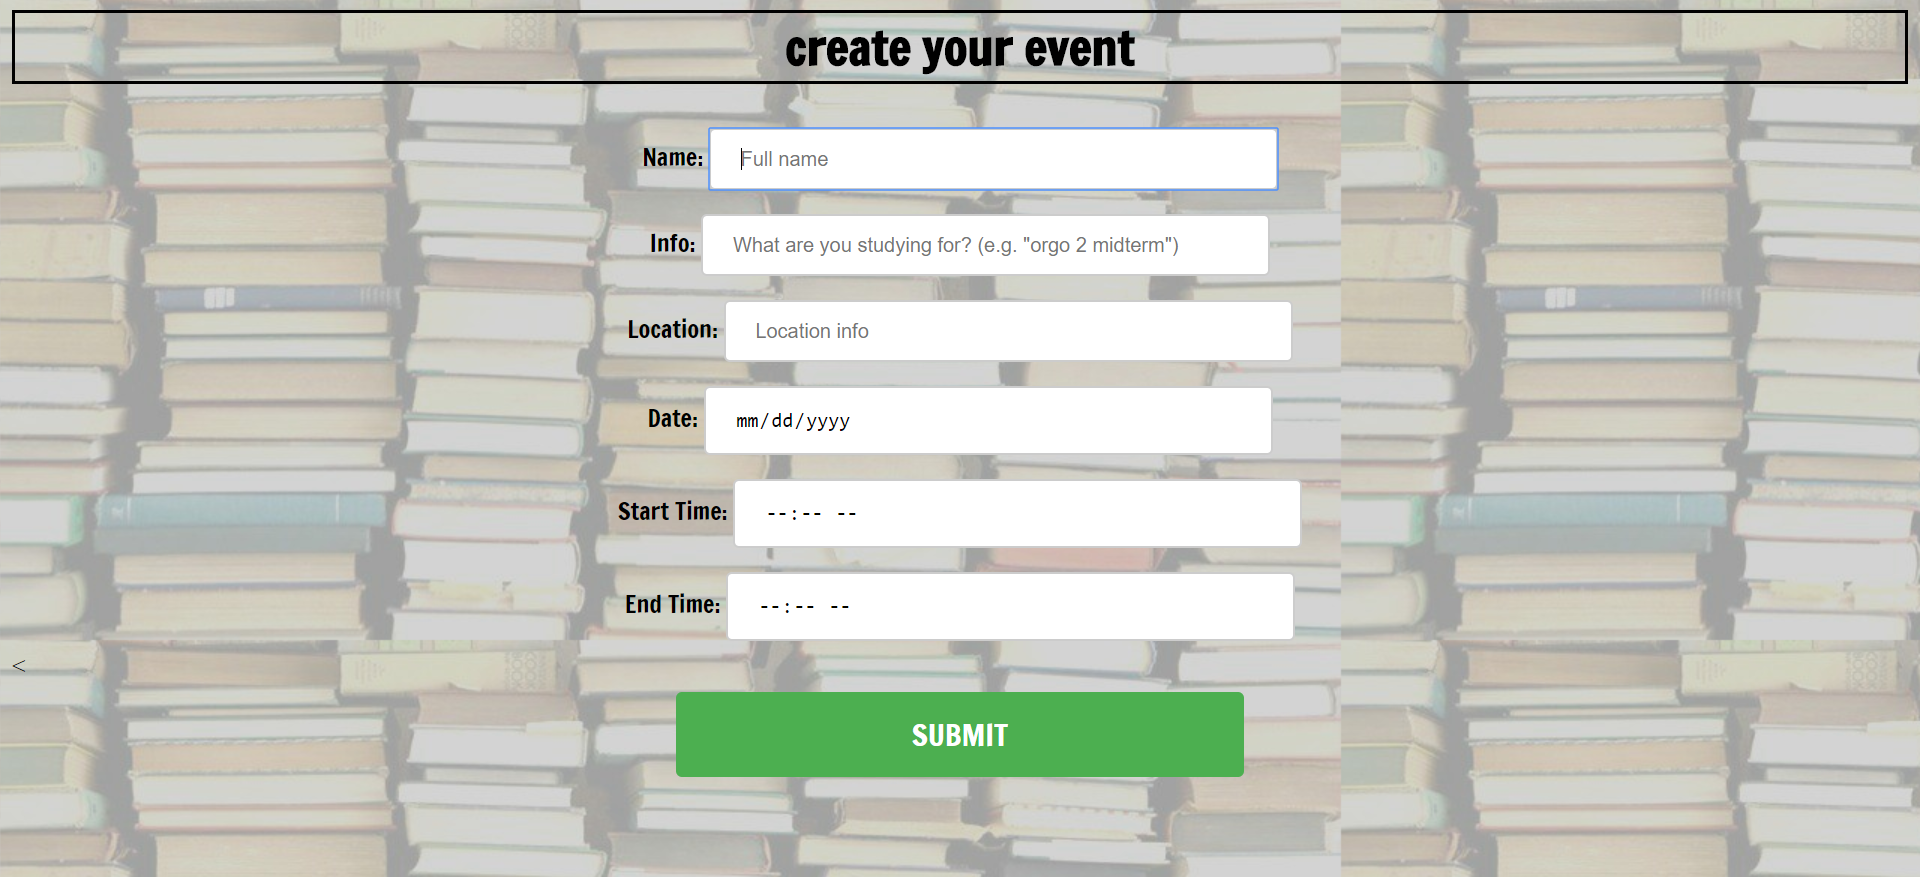 create your event
Name: Full name
Info: What are you studying for? (e.g. "orgo 2 midterm")
Location: Location info
Date: mm/dd/yyyy
Start Time: --:-- --
End Time: --:-- --
<
SUBMIT